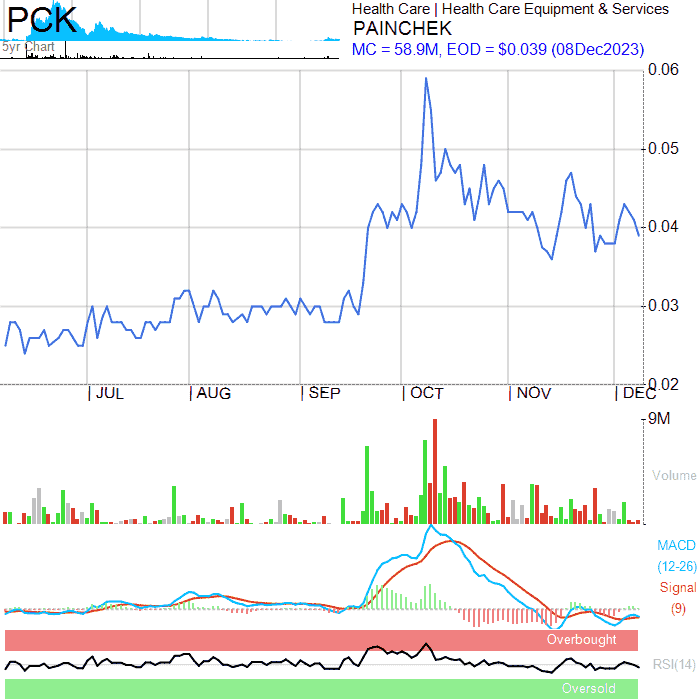 PCK
5yr Chart
Health Care | Health Care Equipment & Services
PAINCHEK
MC = 58.9M, EOD = $0.039 (08Dec2023)
0.06
0.05
0.04
0.03
0.02
JUL AUG SEP OCT NOV DEC
9M
Volume
MACD
(12-26)
Signal
(9)
Overbought
RSI(14)
Oversold